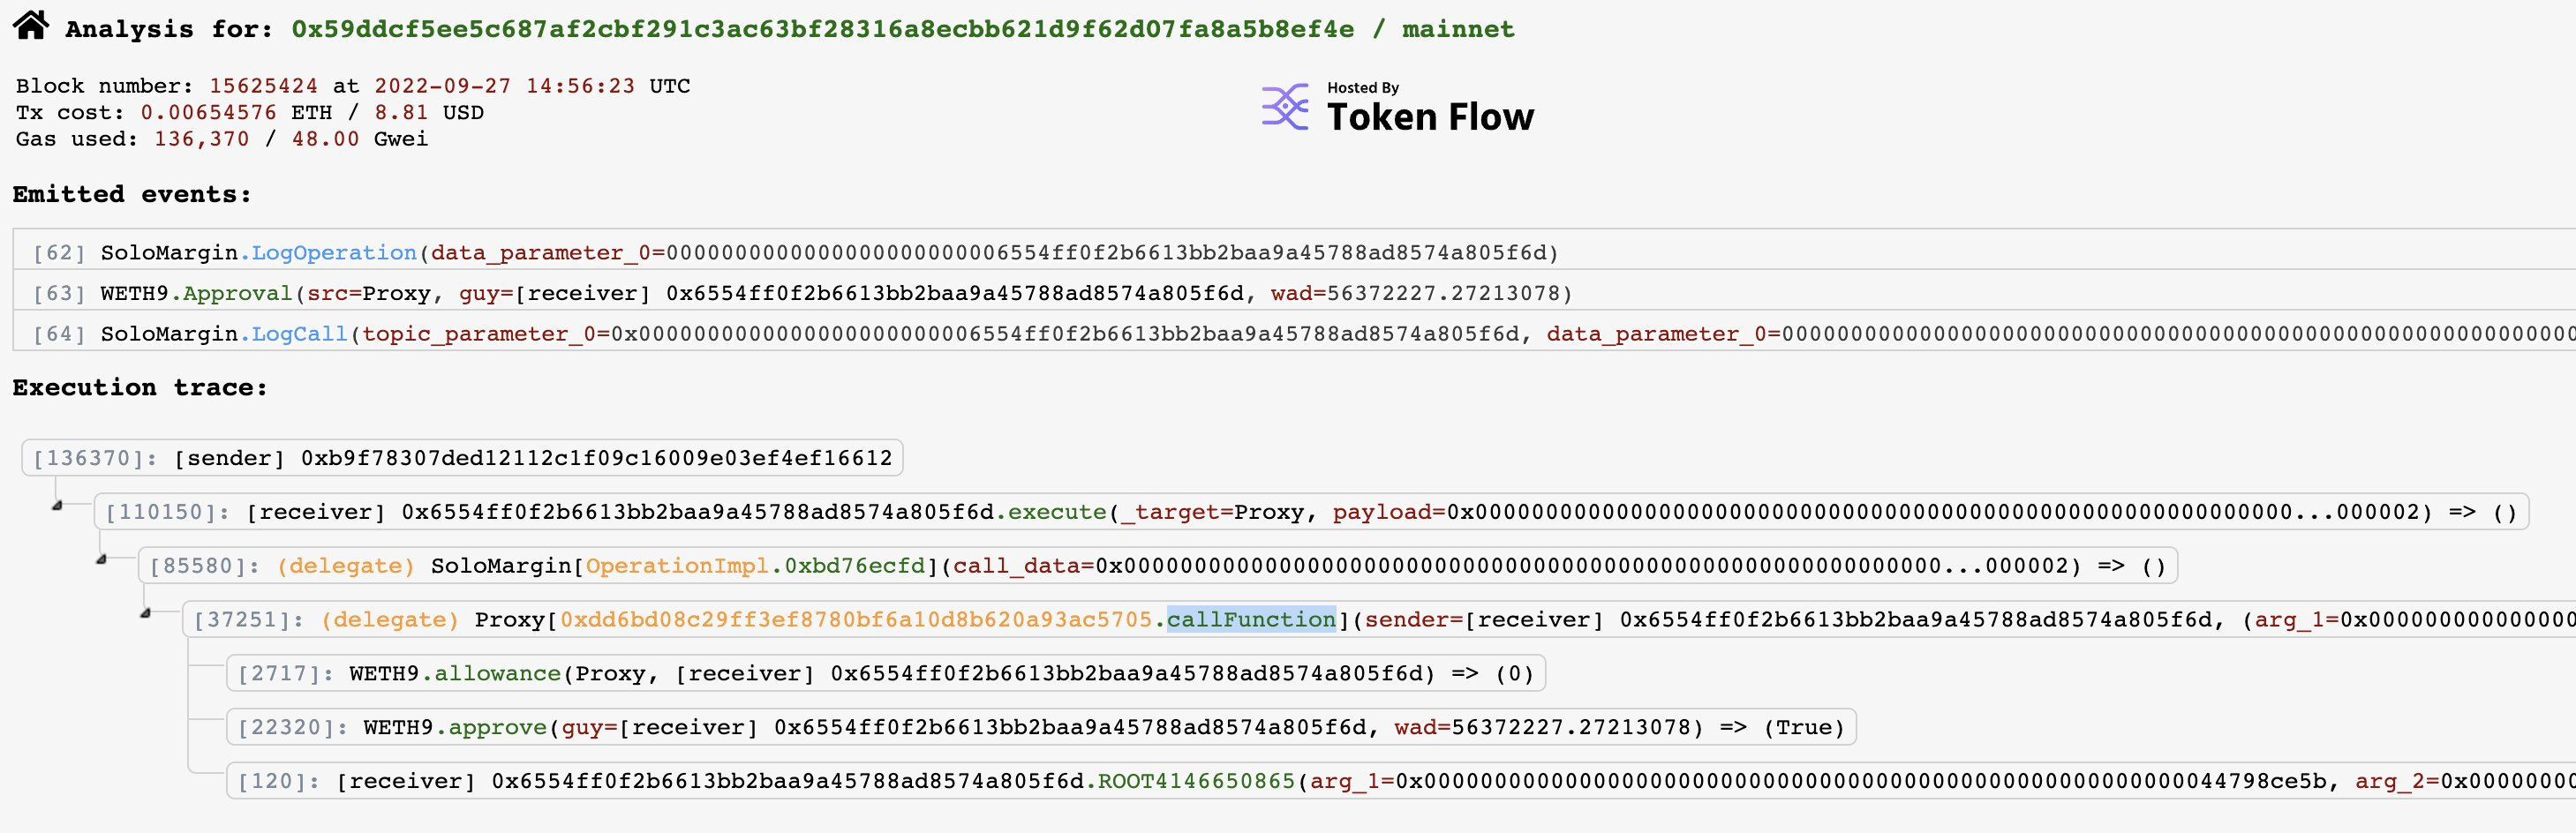 Analysis for: 0x59ddcf5ee5c687af2cbf291c3ac63bf28316a8ecbb621d9f62d07fa8a5b8ef4e / mainnet
Block number: 15625424 at 2022-09-27 14:56:23 UTC
Tx cost: 0.00654576 ETH / 8.81 USD
Gas used: 136,370 / 48.00 Gwei
Hosted By
Token Flow
Emitted events:
[62] SoloMargin.LogOperation(data_parameter_0=0000000000000000000000006554ff0f2b6613bb2baa9a45788ad8574a805f6d)
[63] WETH9.Approval(src=Proxy, guy=[receiver] 0x6554ff0f2b6613bb2baa9a45788ad8574a805f6d, wad=56372227.27213078)
[64] SoloMargin.LogCall(topic_parameter_0=0x0000000000000000000000006554ff0f2b6613bb2baa9a45788ad8574a805f6d, data_parameter_0=0000000000000000000000000000000000000000000000000000000000
Execution trace:
[136370]: [sender] 0xb9f78307ded12112c1f09c16009e03ef4ef16612
[110150]: [receiver] 0x6554ff0f2b6613bb2baa9a45788ad8574a805f6d.execute(_target=Proxy, payload=0x0000000000000000000000000000000000000000000000000000000000...000002) => ()
[85580]: (delegate) SoloMargin[OperationImpl.0xbd76ecfd](call_data=0x0000000000000000000000000000000000000000000000000000000000...000002) => ()
[37251]: (delegate) Proxy[0xdd6bd08c29ff3ef8780bf6a10d8b620a93ac5705.callFunction](sender=[receiver] 0x6554ff0f2b6613bb2baa9a45788ad8574a805f6d, (arg_1=0x000000000000000
[2717]: WETH9.allowance(Proxy, [receiver] 0x6554ff0f2b6613bb2baa9a45788ad8574a805f6d) => (0)
[22320]: WETH9.approve(guy=[receiver] 0x6554ff0f2b6613bb2baa9a45788ad8574a805f6d, wad=56372227.27213078) => (True)
[120]: [receiver] 0x6554ff0f2b6613bb2baa9a45788ad8574a805f6d.ROOT4146650865(arg_1=0x000000000000000000000000000000000000000000000000000000044798ce5b, arg_2=0x00000000